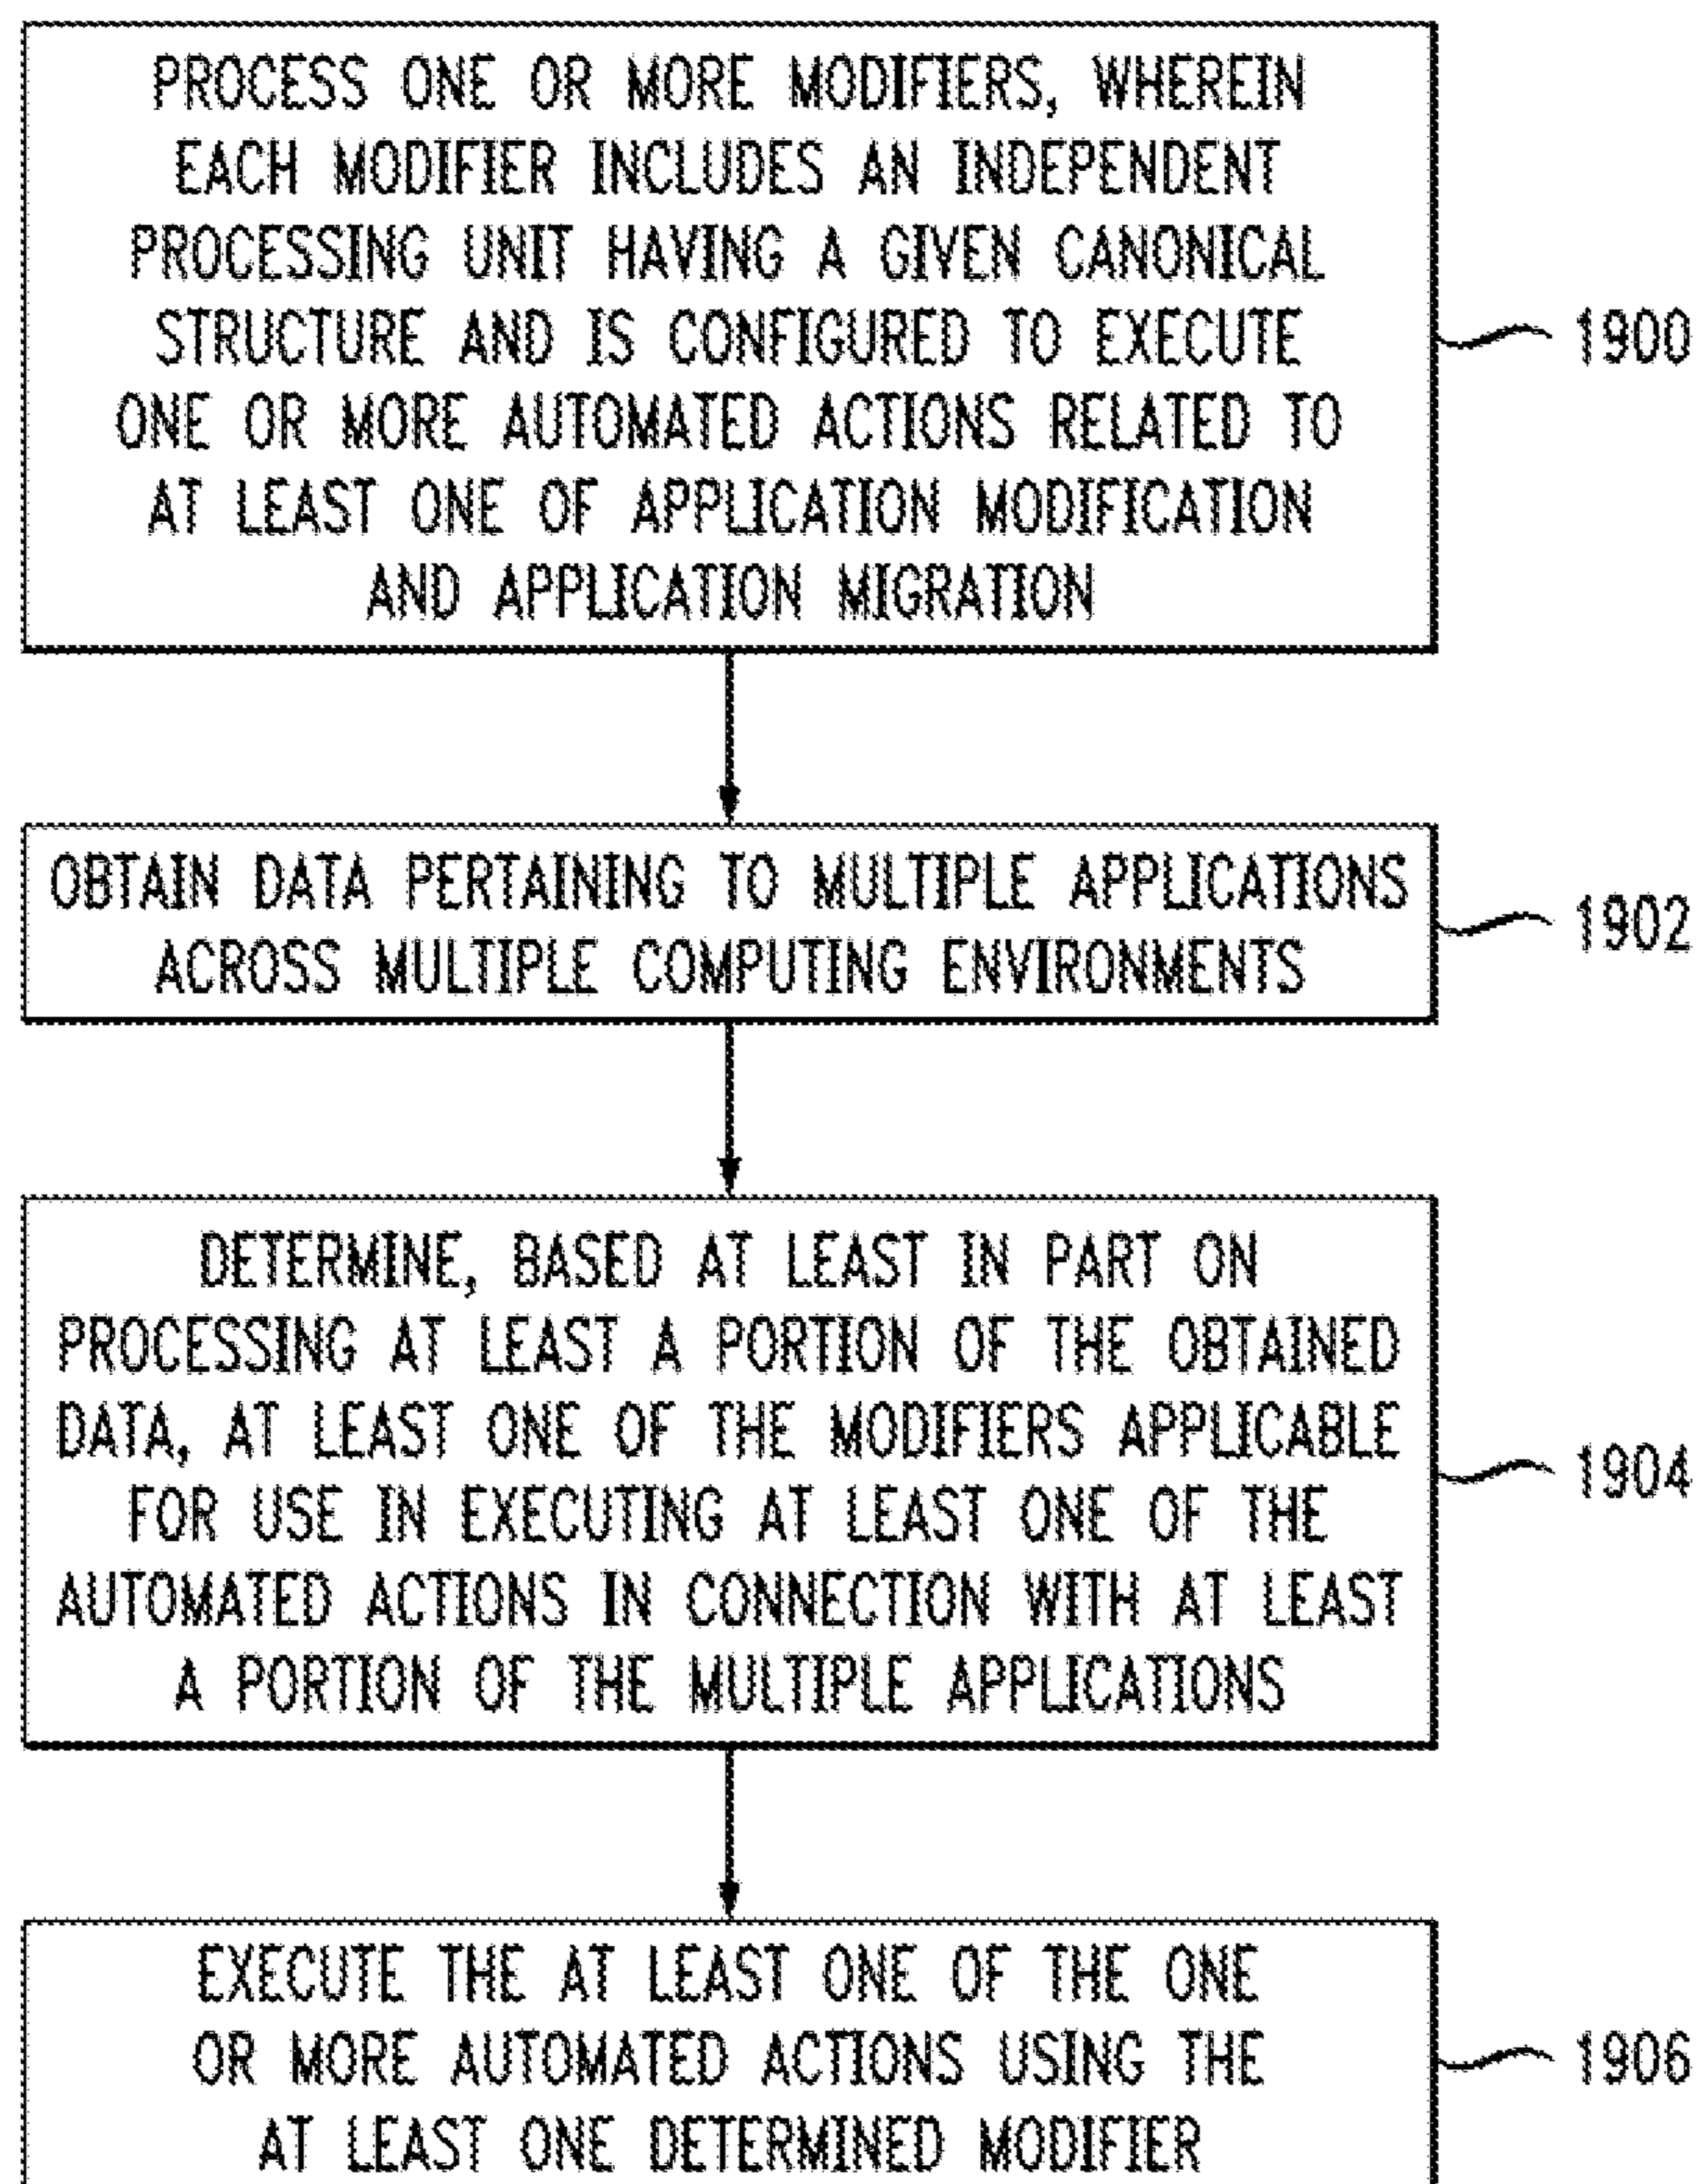 PROCESS ONE OR MORE MODIFIERS, WHEREIN
EACH MODIFIER INCLUDES AN INDEPENDENT
PROCESSING UNIT HAVING A GIVEN CANONICAL
STRUCTURE AND IS CONFIGURED TO EXECUTE
ONE OR MORE AUTOMATED ACTIONS RELATED TO
AT LEAST ONE OF APPLICATION MODIFICATION
AND APPLICATION MIGRATION
1900
OBTAIN DATA PERTAINING TO MULTIPLE APPLICATIONS
ACROSS MULTIPLE COMPUTING ENVIRONMENTS
1902
DETERMINE, BASED AT LEAST IN PART ON
PROCESSING AT LEAST A PORTION OF THE OBTAINED
DATA, AT LEAST ONE OF THE MODIFIERS APPLICABLE
FOR USE IN EXECUTING AT LEAST ONE OF THE
AUTOMATED ACTIONS IN CONNECTION WITH AT LEAST
A PORTION OF THE MULTIPLE APPLICATIONS
1904
EXECUTE THE AT LEAST ONE OF THE ONE
OR MORE AUTOMATED ACTIONS USING THE
AT LEAST ONE DETERMINED MODIFIER
1906